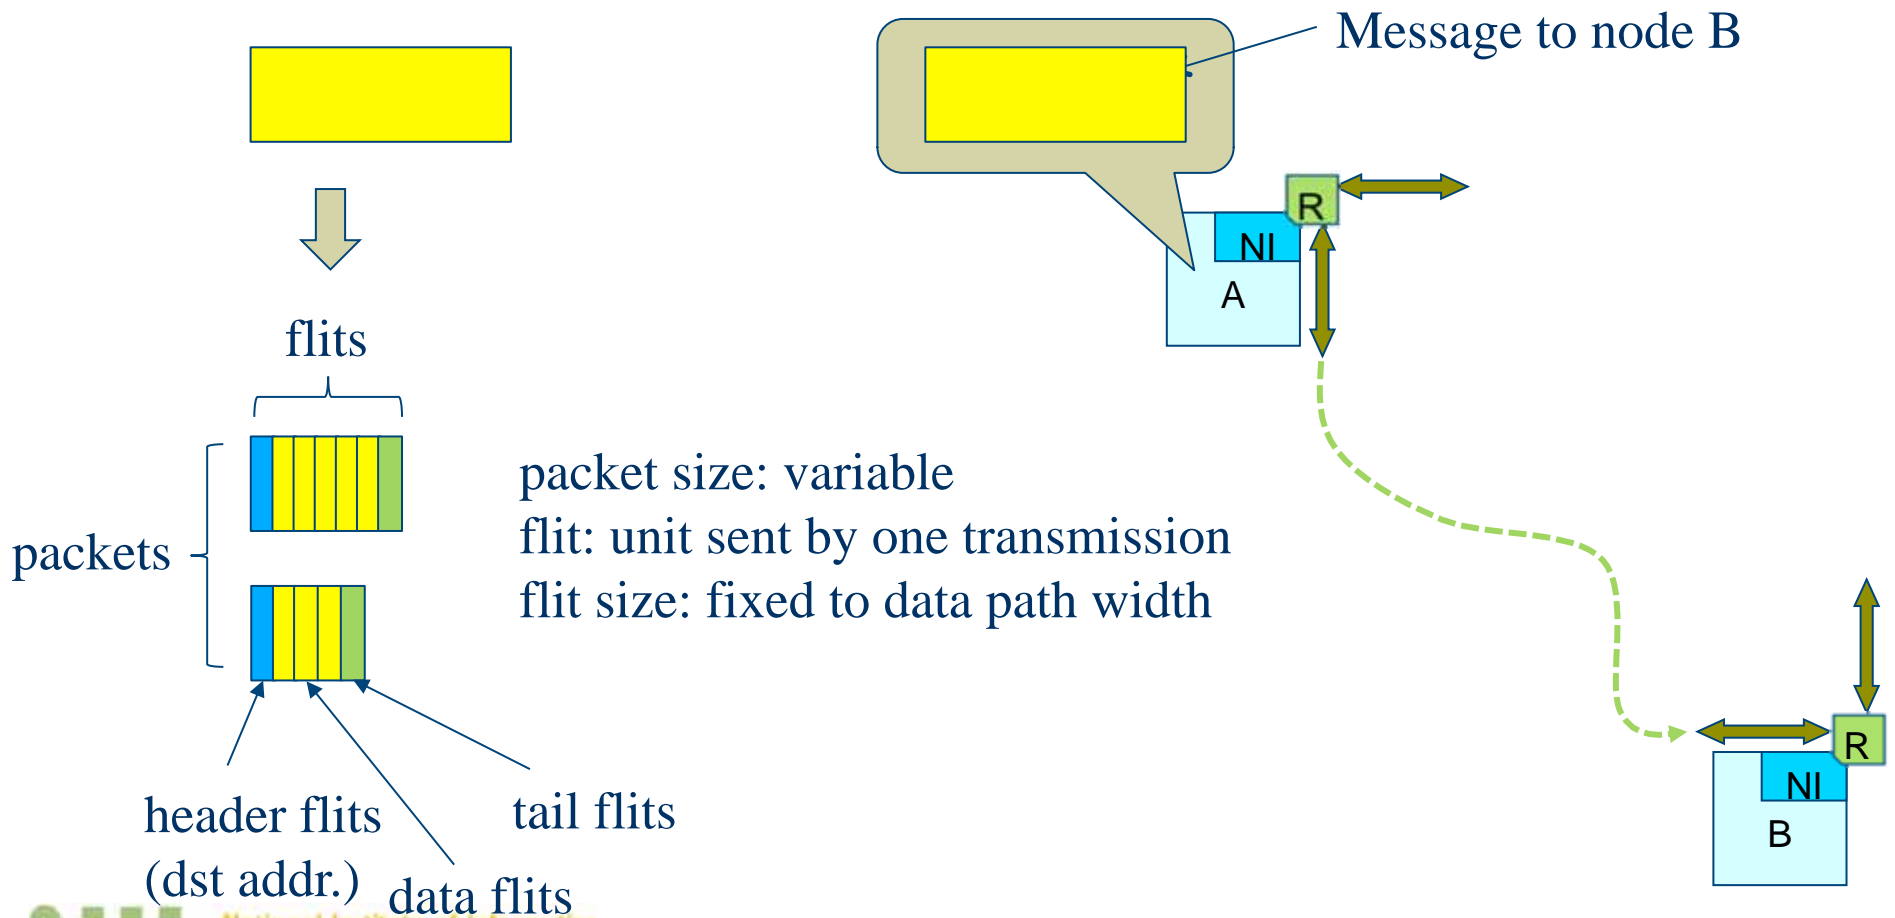 Message to node B
R
NI
A
flits
packet size: variable
flit: unit sent by one transmission
flit size: fixed to data path width
packets
R
NI
B
header flits
(dst addr.)
tail flits
data flits